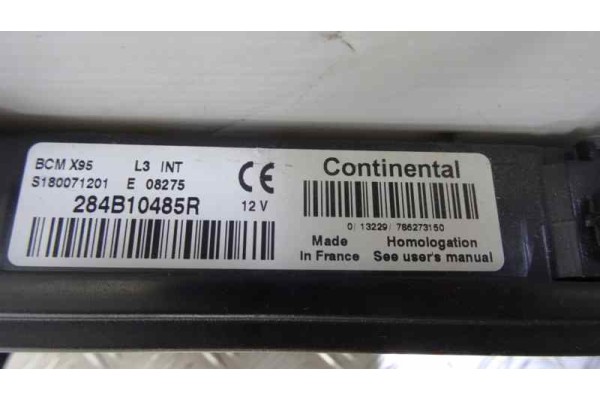 BCM X95 L3 INT
S180071201 E 08275
CE
284B10485R 12 V
Continental
0 13229 766273150
Made Homologation
In France See user's manual